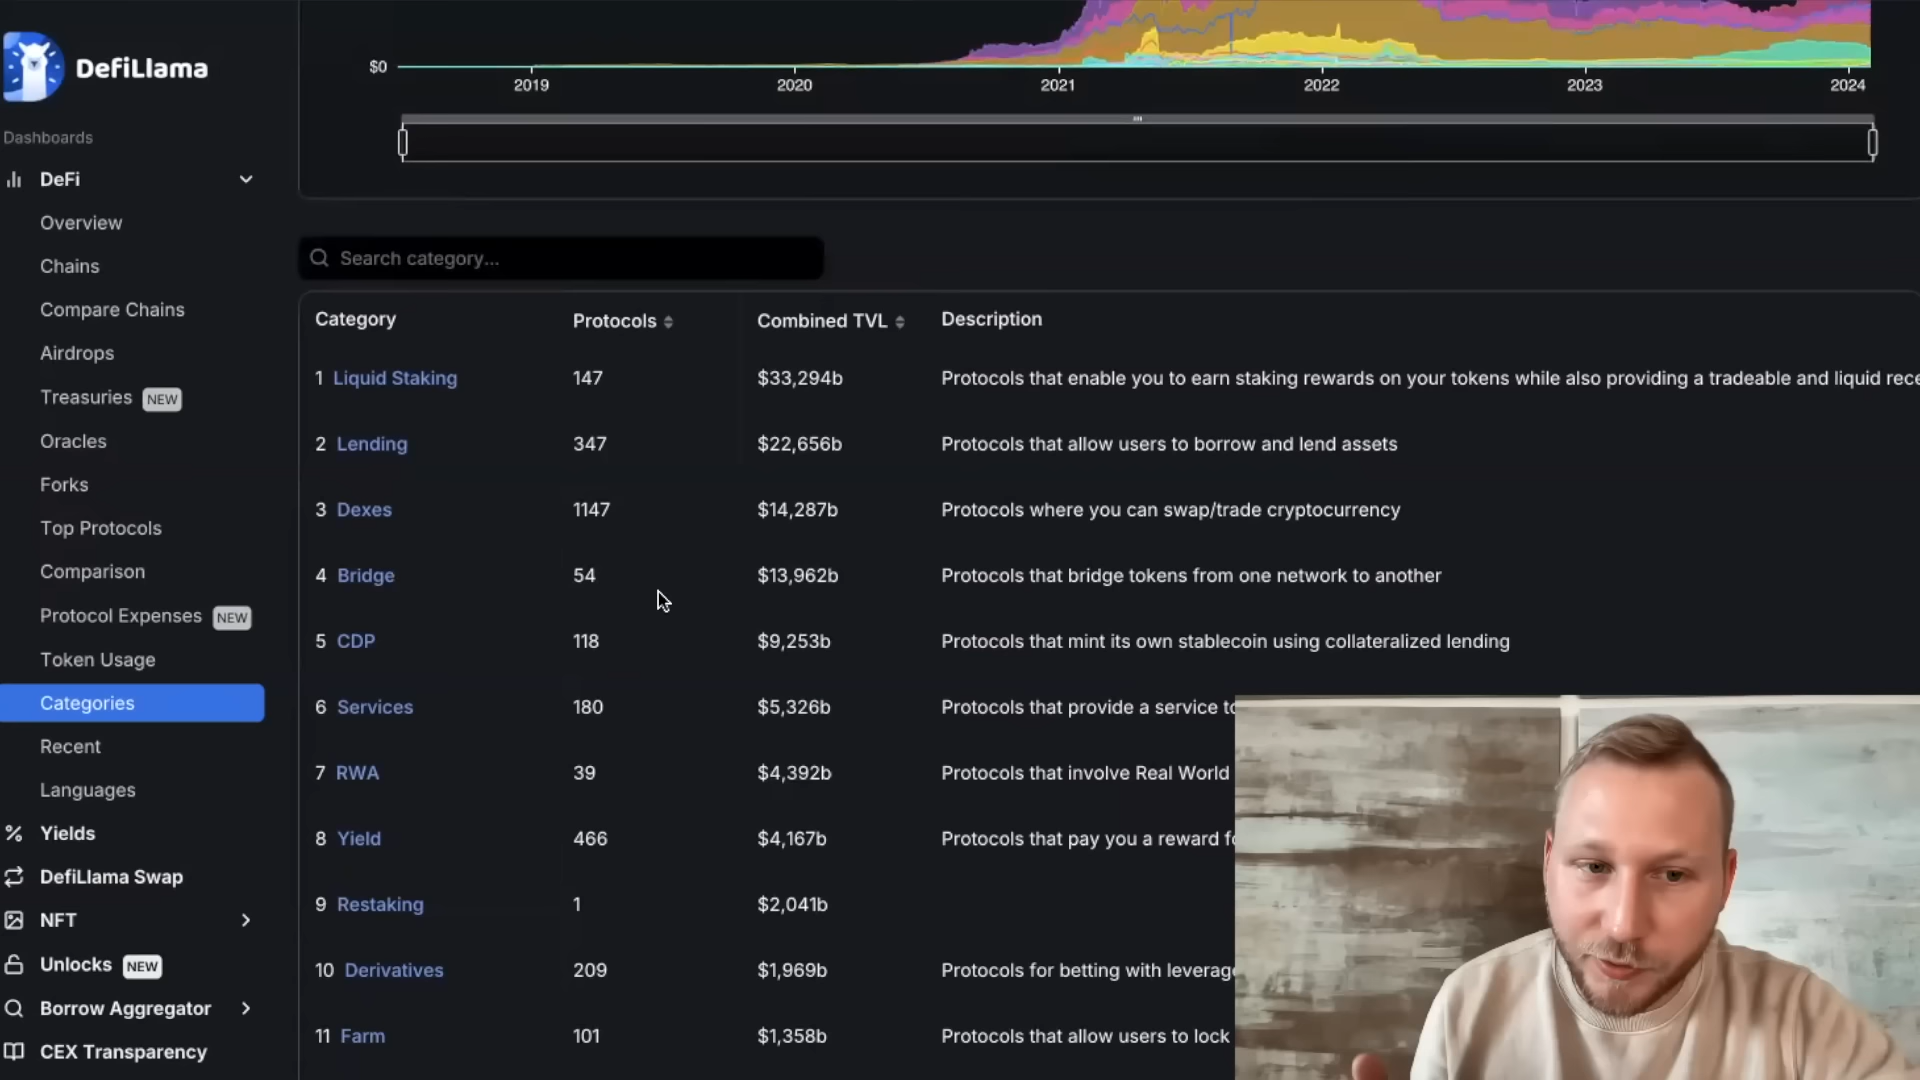 DefiLlama
Dashboards
DeFi
Overview
Chains
Compare Chains
Airdrops
Treasuries NEW
Oracles
Forks
Top Protocols
Comparison
Protocol Expenses NEW
Token Usage
Categories
Recent
Languages
Yields
DefiLlama Swap
NFT
Unlocks NEW
Borrow Aggregator
CEX Transparency
$0
2019 2020 2021 2022 2023 2024
Search category...
Category Protocols Combined TVL Description
1 Liquid Staking 147 $33,294b Protocols that enable you to earn staking rewards on your tokens while also providing a tradeable and liquid rece
2 Lending 347 $22,656b Protocols that allow users to borrow and lend assets
3 Dexes 1147 $14,287b Protocols where you can swap/trade cryptocurrency
4 Bridge 54 $13,962b Protocols that bridge tokens from one network to another
5 CDP 118 $9,253b Protocols that mint its own stablecoin using collateralized lending
6 Services 180 $5,326b Protocols that provide a service to
7 RWA 39 $4,392b Protocols that involve Real World
8 Yield 466 $4,167b Protocols that pay you a reward fo
9 Restaking 1 $2,041b
10 Derivatives 209 $1,969b Protocols for betting with leverage
11 Farm 101 $1,358b Protocols that allow users to lock